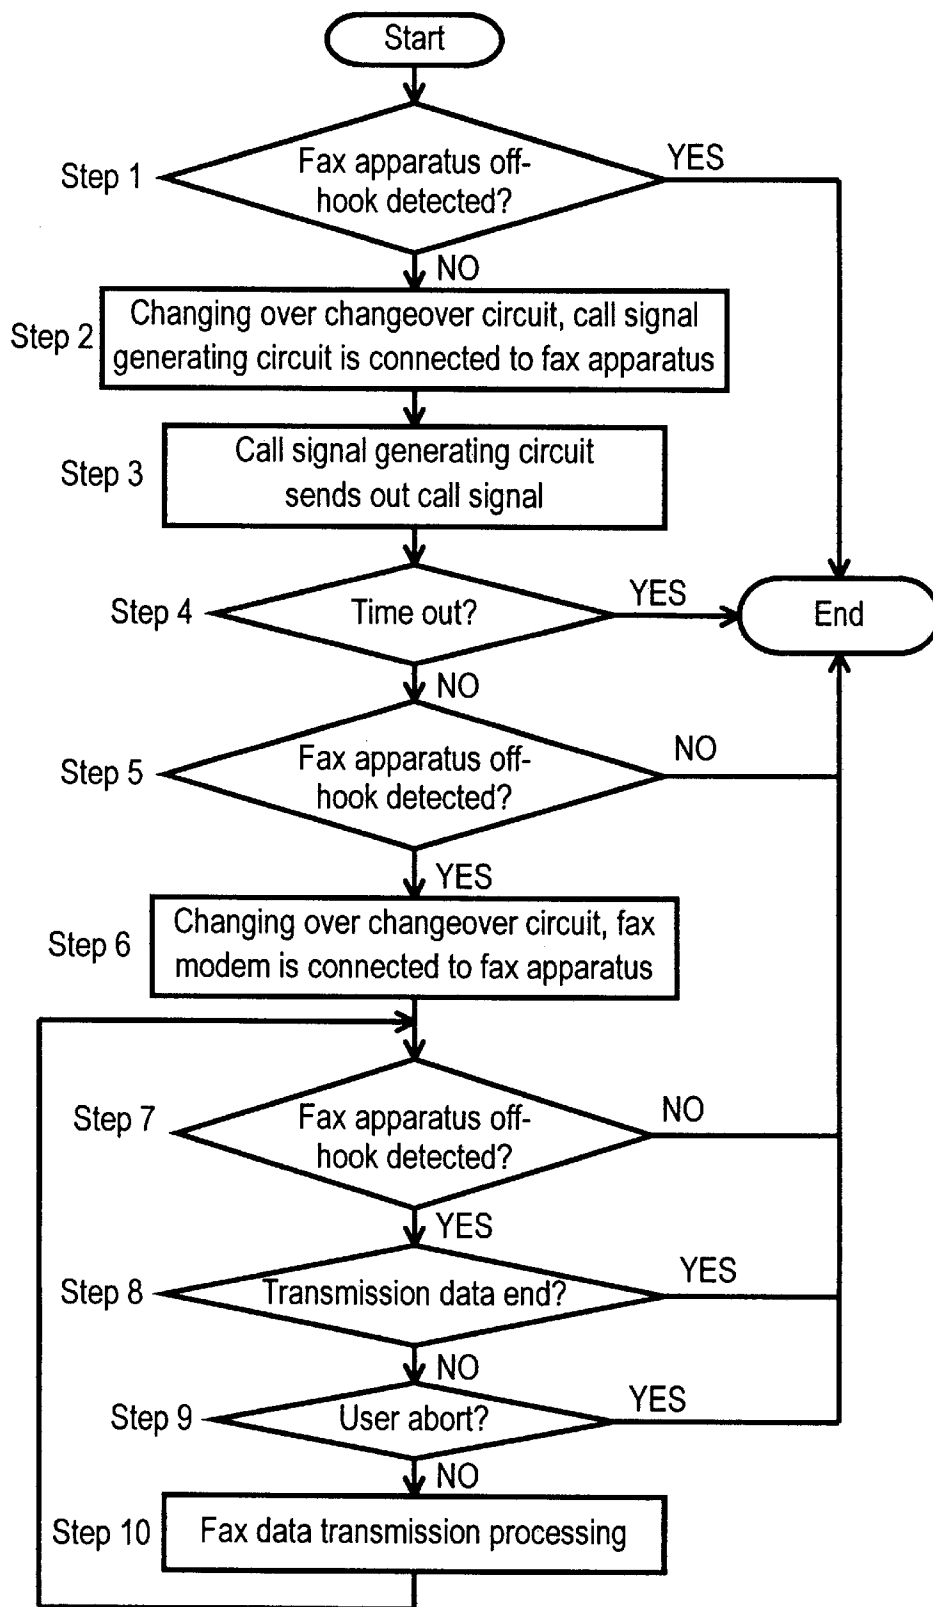 Start
Step 1
Fax apparatus off-
hook detected?
YES
NO
Step 2
Changing over changeover circuit, call signal
generating circuit is connected to fax apparatus
Step 3
Call signal generating circuit
sends out call signal
Step 4
Time out?
YES
End
NO
Step 5
Fax apparatus off-
hook detected?
NO
YES
Step 6
Changing over changeover circuit, fax
modem is connected to fax apparatus
Step 7
Fax apparatus off-
hook detected?
NO
YES
Step 8
Transmission data end?
YES
NO
Step 9
User abort?
YES
NO
Step 10
Fax data transmission processing